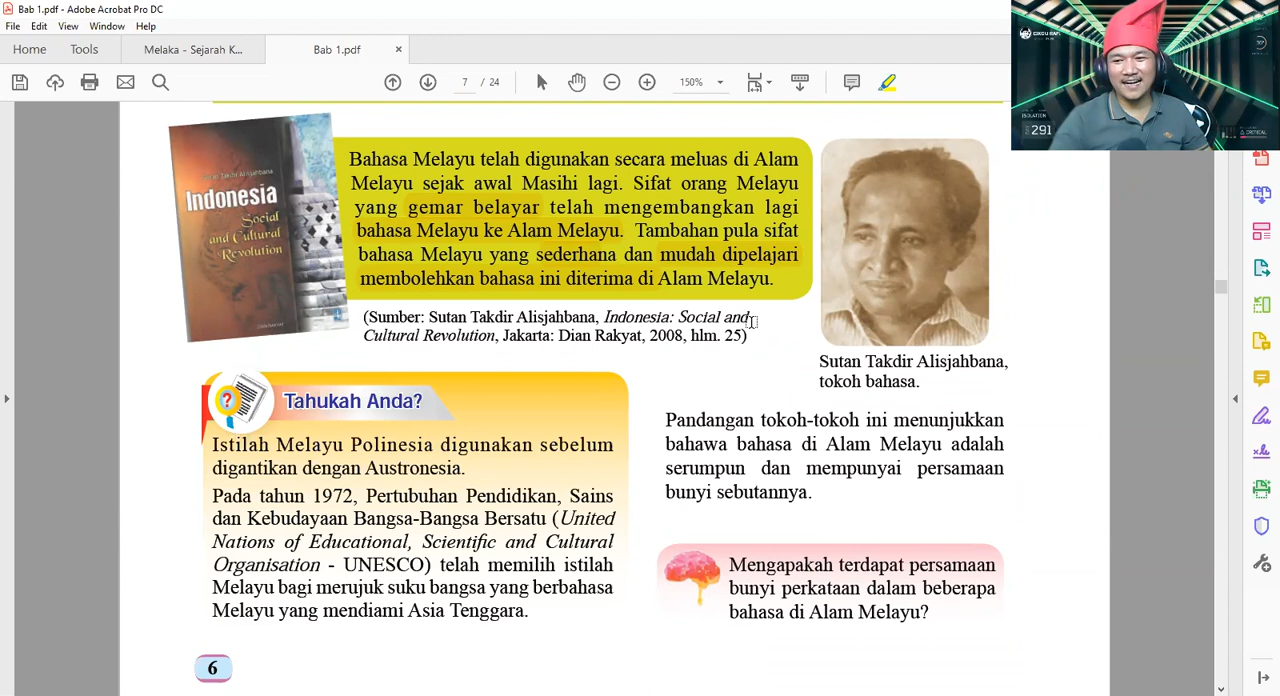 Bab 1.pdf - Adobe Acrobat Pro DC
File Edit View Window Help
Home Tools Melaka - Sejarah K... Bab 1.pdf ×
7 / 24 150%
ISOLATION
291
CRITICAL
Sutan Takdir Alisjahbana
Indonesia
Social
and Cultural
Revolution
Bahasa Melayu telah digunakan secara meluas di Alam
Melayu sejak awal Masihi lagi. Sifat orang Melayu
yang gemar belayar telah mengembangkan lagi
bahasa Melayu ke Alam Melayu. Tambahan pula sifat
bahasa Melayu yang sederhana dan mudah dipelajari
membolehkan bahasa ini diterima di Alam Melayu.
(Sumber: Sutan Takdir Alisjahbana, Indonesia: Social and
Cultural Revolution, Jakarta: Dian Rakyat, 2008, hlm. 25)
Sutan Takdir Alisjahbana,
tokoh bahasa.
Tahukah Anda?
Istilah Melayu Polinesia digunakan sebelum
digantikan dengan Austronesia.
Pada tahun 1972, Pertubuhan Pendidikan, Sains
dan Kebudayaan Bangsa-Bangsa Bersatu (United
Nations of Educational, Scientific and Cultural
Organisation - UNESCO) telah memilih istilah
Melayu bagi merujuk suku bangsa yang berbahasa
Melayu yang mendiami Asia Tenggara.
Pandangan tokoh-tokoh ini menunjukkan
bahawa bahasa di Alam Melayu adalah
serumpun dan mempunyai persamaan
bunyi sebutannya.
Mengapakah terdapat persamaan
bunyi perkataan dalam beberapa
bahasa di Alam Melayu?
6